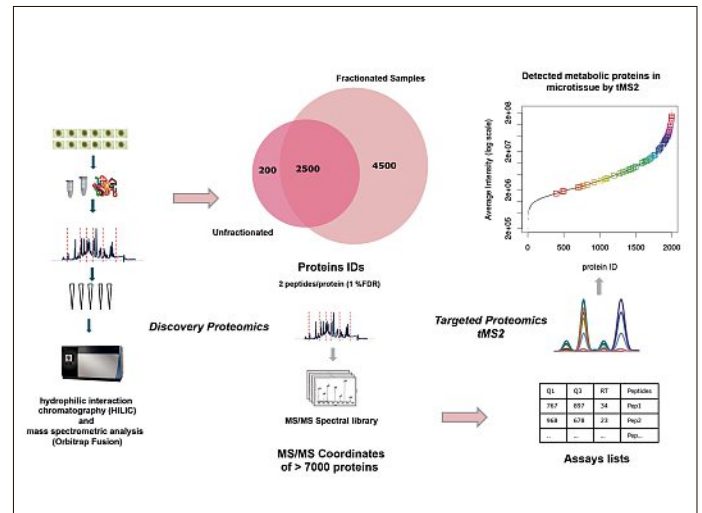 hydrophilic interaction
chromatography (HILIC)
and
mass spectrometric analysis
(Orbitrap Fusion)
Fractionated Samples
200
2500
4500
Unfractionated
Proteins IDs
2 peptides/protein (1 %FDR)
Discovery Proteomics
MS/MS Spectral library
MS/MS Coordinates
of > 7000 proteins
Detected metabolic proteins in
microtissue by tMS2
Average Intensity (log scale)
2e+08
2e+07
2e+06
2e+05
0
500
1000
1500
2000
protein ID
Targeted Proteomics
tMS2
Q1 Q3 RT Peptides
767 897 34 Pep1
968 678 23 Pep2
... ... ... Pep...
Assays lists